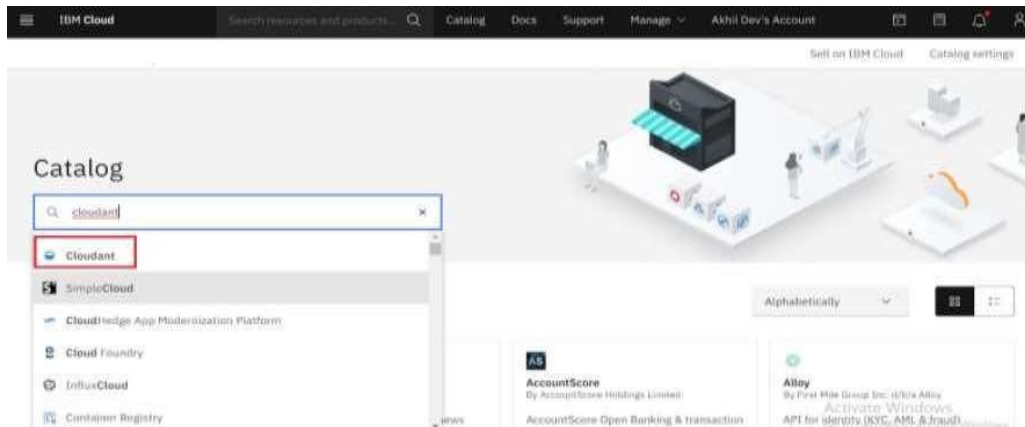 IBM Cloud
Search resources and products...
Catalog
Docs
Support
Manage
Akhil Dev's Account
Sell on IBM Cloud
Catalog settings
Catalog
cloudant
Cloudant
SimpleCloud
CloudHedge App Modernization Platform
Cloud Foundry
InfluxCloud
Container Registry
Alphabetically
news
AS
AccountScore
By AccountScore Holdings Limited
AccountScore Open Banking & transaction
Alloy
By First Mile Group Inc. d/b/a Alloy
API for identity (KYC, AML & fraud)
Activate Windows